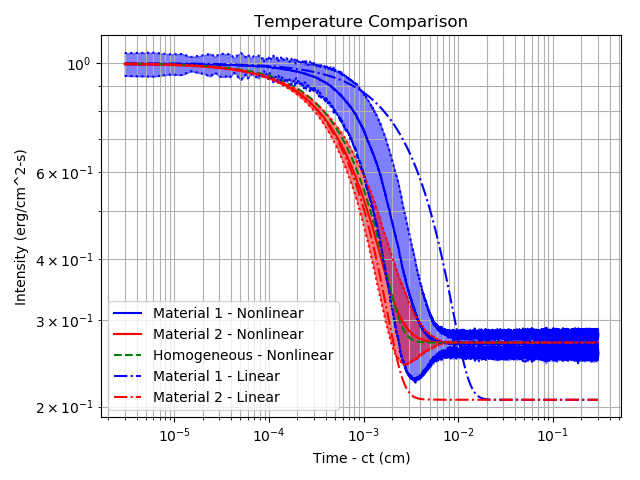 Temperature Comparison
Intensity (erg/cm^2-s)
10⁰
6 × 10⁻¹
4 × 10⁻¹
3 × 10⁻¹
2 × 10⁻¹
Material 1 - Nonlinear
Material 2 - Nonlinear
Homogeneous - Nonlinear
Material 1 - Linear
Material 2 - Linear
10⁻⁵ 10⁻⁴ 10⁻³ 10⁻² 10⁻¹
Time - ct (cm)